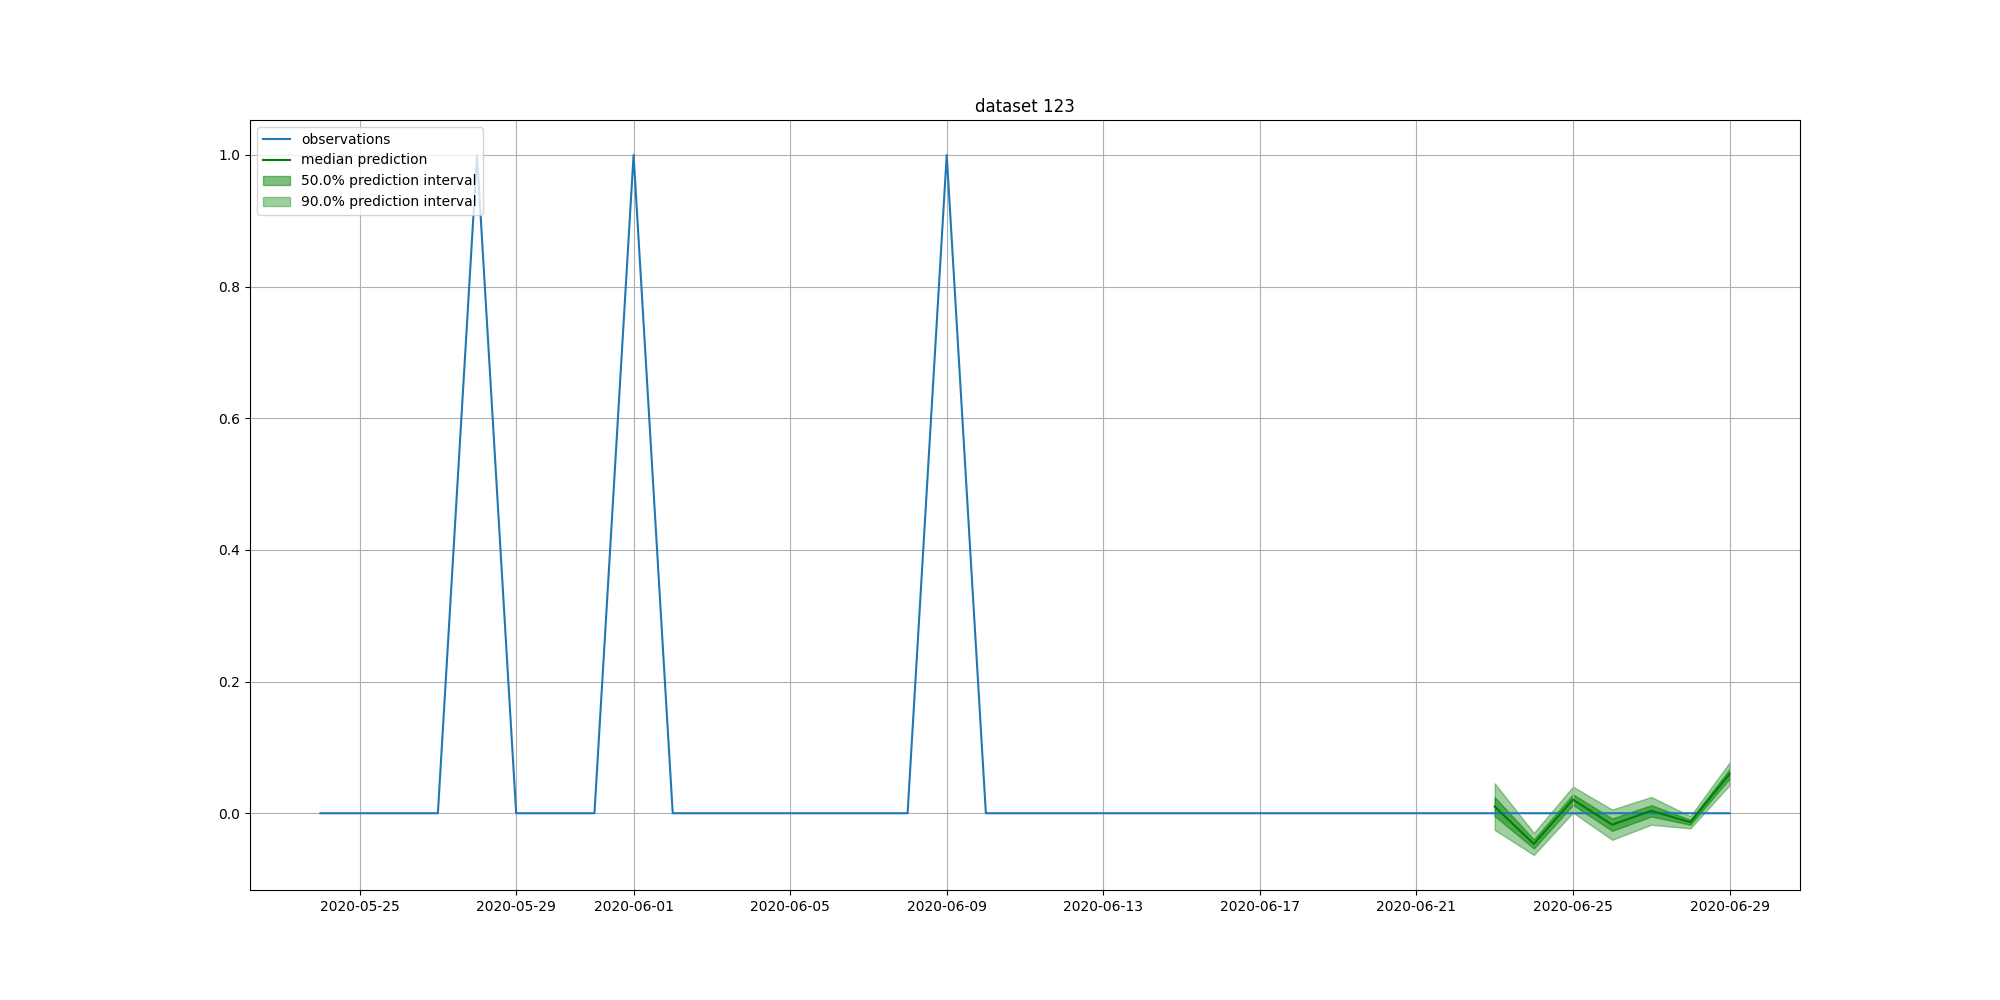 dataset 123
observations
median prediction
50.0% prediction interval
90.0% prediction interval
1.0
0.8
0.6
0.4
0.2
0.0
2020-05-25 2020-05-29 2020-06-01 2020-06-05 2020-06-09 2020-06-13 2020-06-17 2020-06-21 2020-06-25 2020-06-29